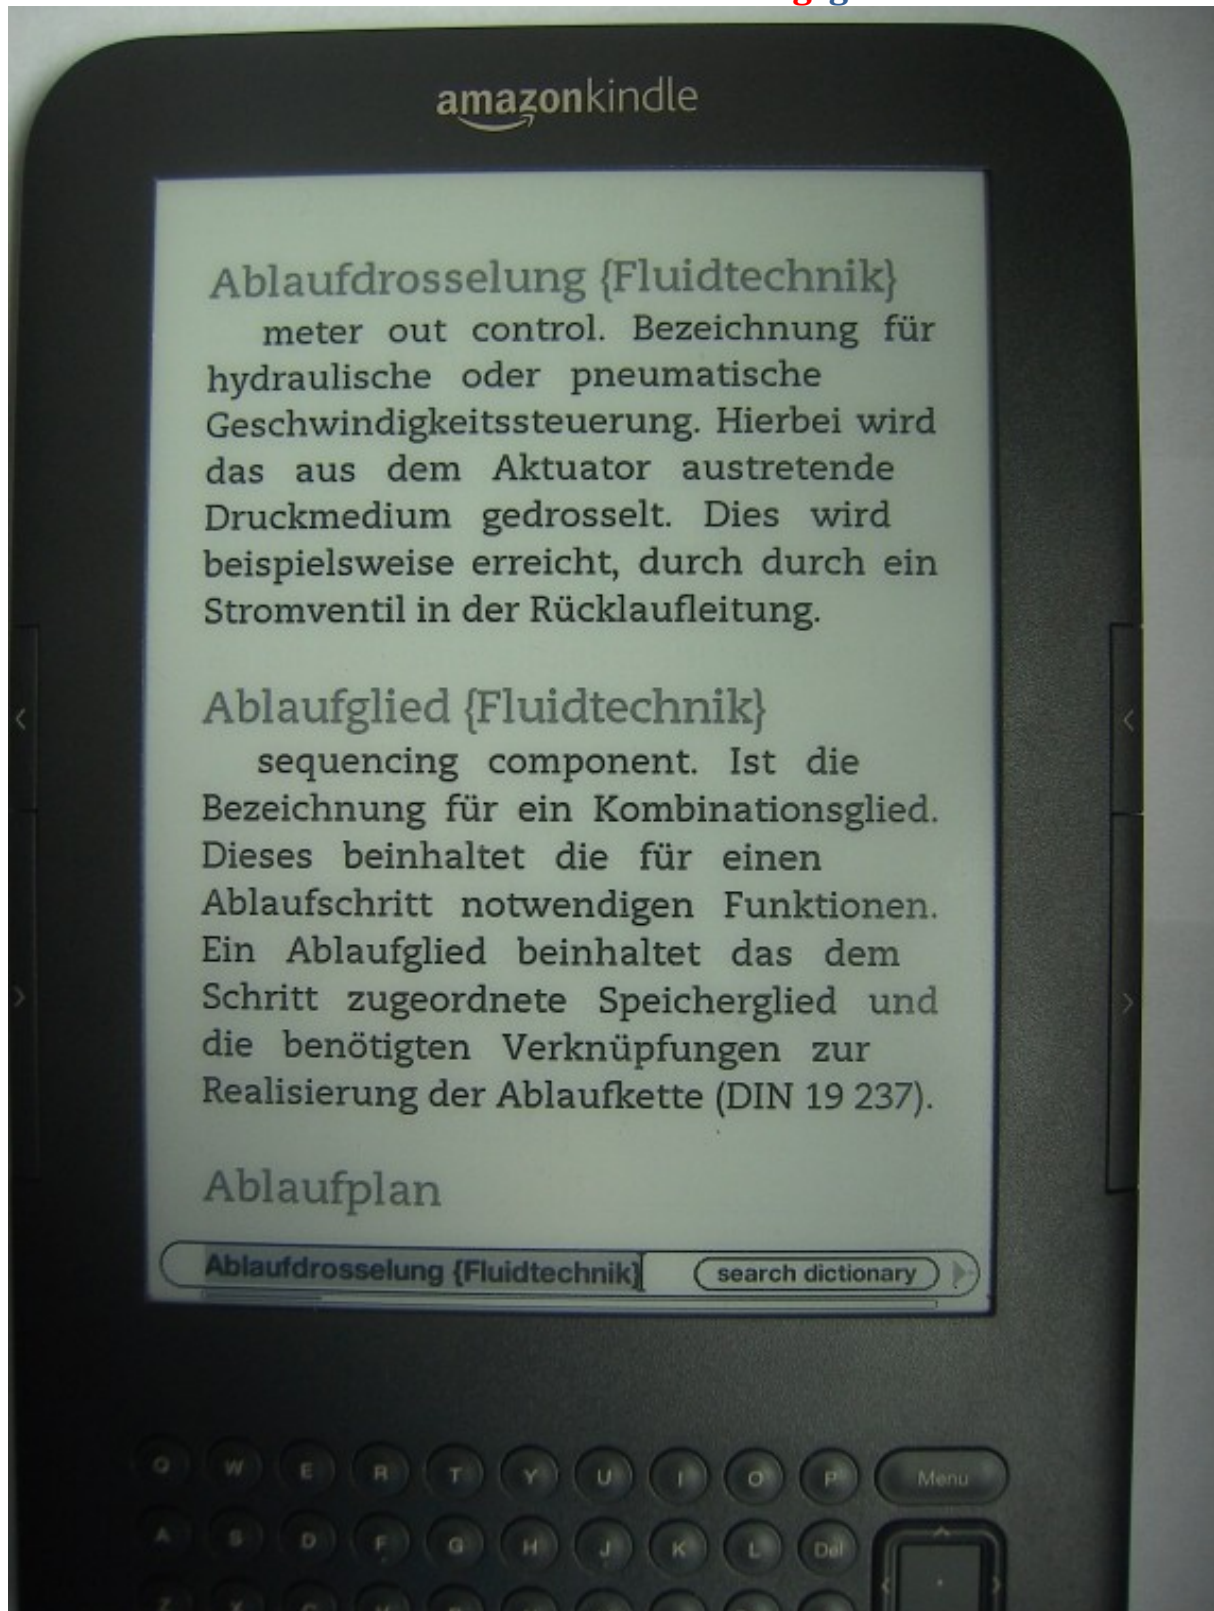 amazonkindle
Ablaufdrosselung {Fluidtechnik}
meter out control. Bezeichnung für
hydraulische oder pneumatische
Geschwindigkeitssteuerung. Hierbei wird
das aus dem Aktuator austretende
Druckmedium gedrosselt. Dies wird
beispielsweise erreicht, durch durch ein
Stromventil in der Rücklaufleitung.
Ablaufglied {Fluidtechnik}
sequencing component. Ist die
Bezeichnung für ein Kombinationsglied.
Dieses beinhaltet die für einen
Ablaufschritt notwendigen Funktionen.
Ein Ablaufglied beinhaltet das dem
Schritt zugeordnete Speicherglied und
die benötigten Verknüpfungen zur
Realisierung der Ablaufkette (DIN 19 237).
Ablaufplan
Ablaufdrosselung {Fluidtechnik} search dictionary
Q W E R T Y U I O P Menu
A S D F G H J K L Del